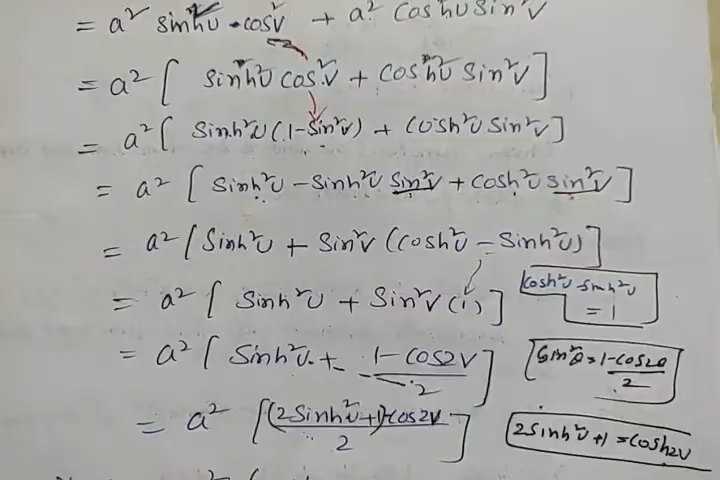 = a² sinh²u · cos²v + a² cosh²u sin²v
= a² [ sinh²u cos²v + cosh²u sin²v ]
= a² [ sinh²u (1-sin²v) + cosh²u sin²v ]
= a² [ sinh²u - sinh²u sin²v + cosh²u sin²v ]
= a² [ sinh²u + sin²v (cosh²u - sinh²u) ]
= a² [ sinh²u + sin²v (1) ]
cosh²u - sinh²u = 1
= a² [ sinh²u + (1 - cos2v)/2 ]
sin²θ = (1-cos2θ)/2
= a² [ ((2sinh²u+1)-cos2v)/2 ]
2sinh²u + 1 = cosh2u